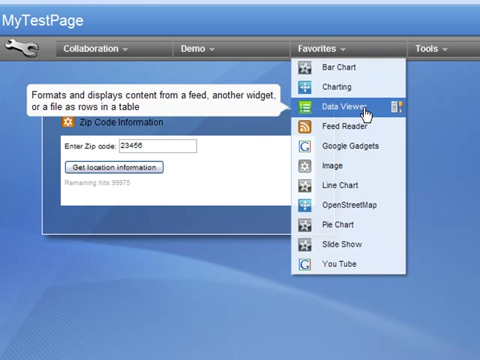 MyTestPage
Collaboration
Demo
Favorites
Tools
Bar Chart
Charting
Formats and displays content from a feed, another widget,
or a file as rows in a table
Data Viewer
Zip Code Information
Feed Reader
Enter Zip code: 23456
Google Gadgets
Get location information
Image
Remaining hits:99975
Line Chart
OpenStreetMap
Pie Chart
Slide Show
You Tube